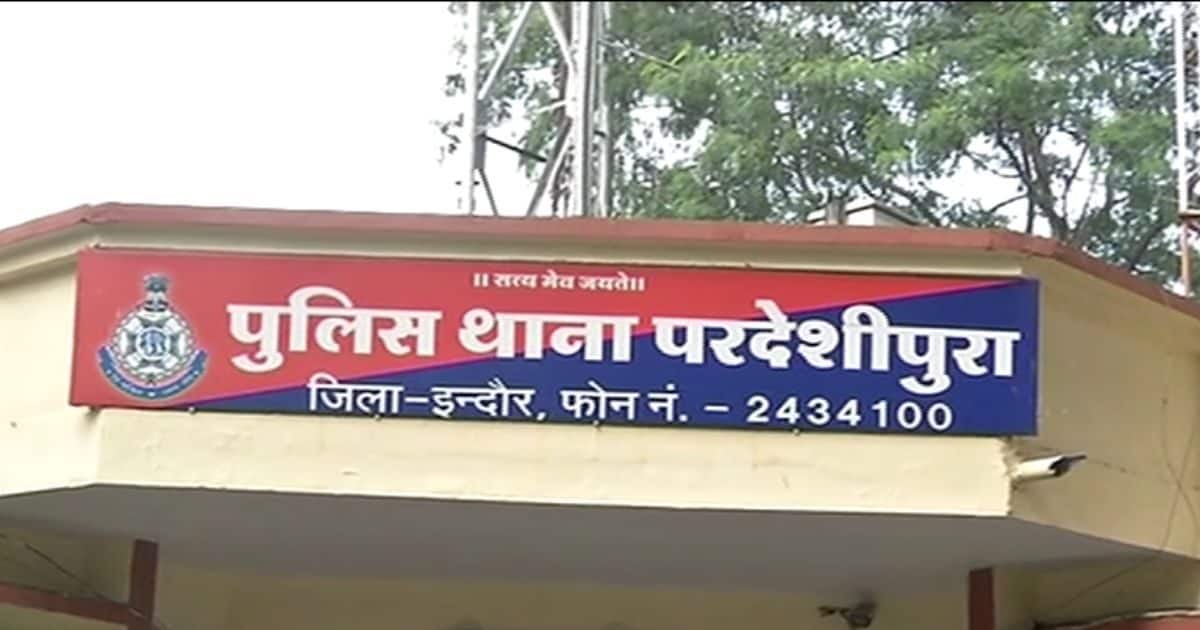 ।। सत्य मेव जयते।।
पुलिस थाना परदेशीपुरा
जिला-इन्दौर, फोन नं. - 2434100